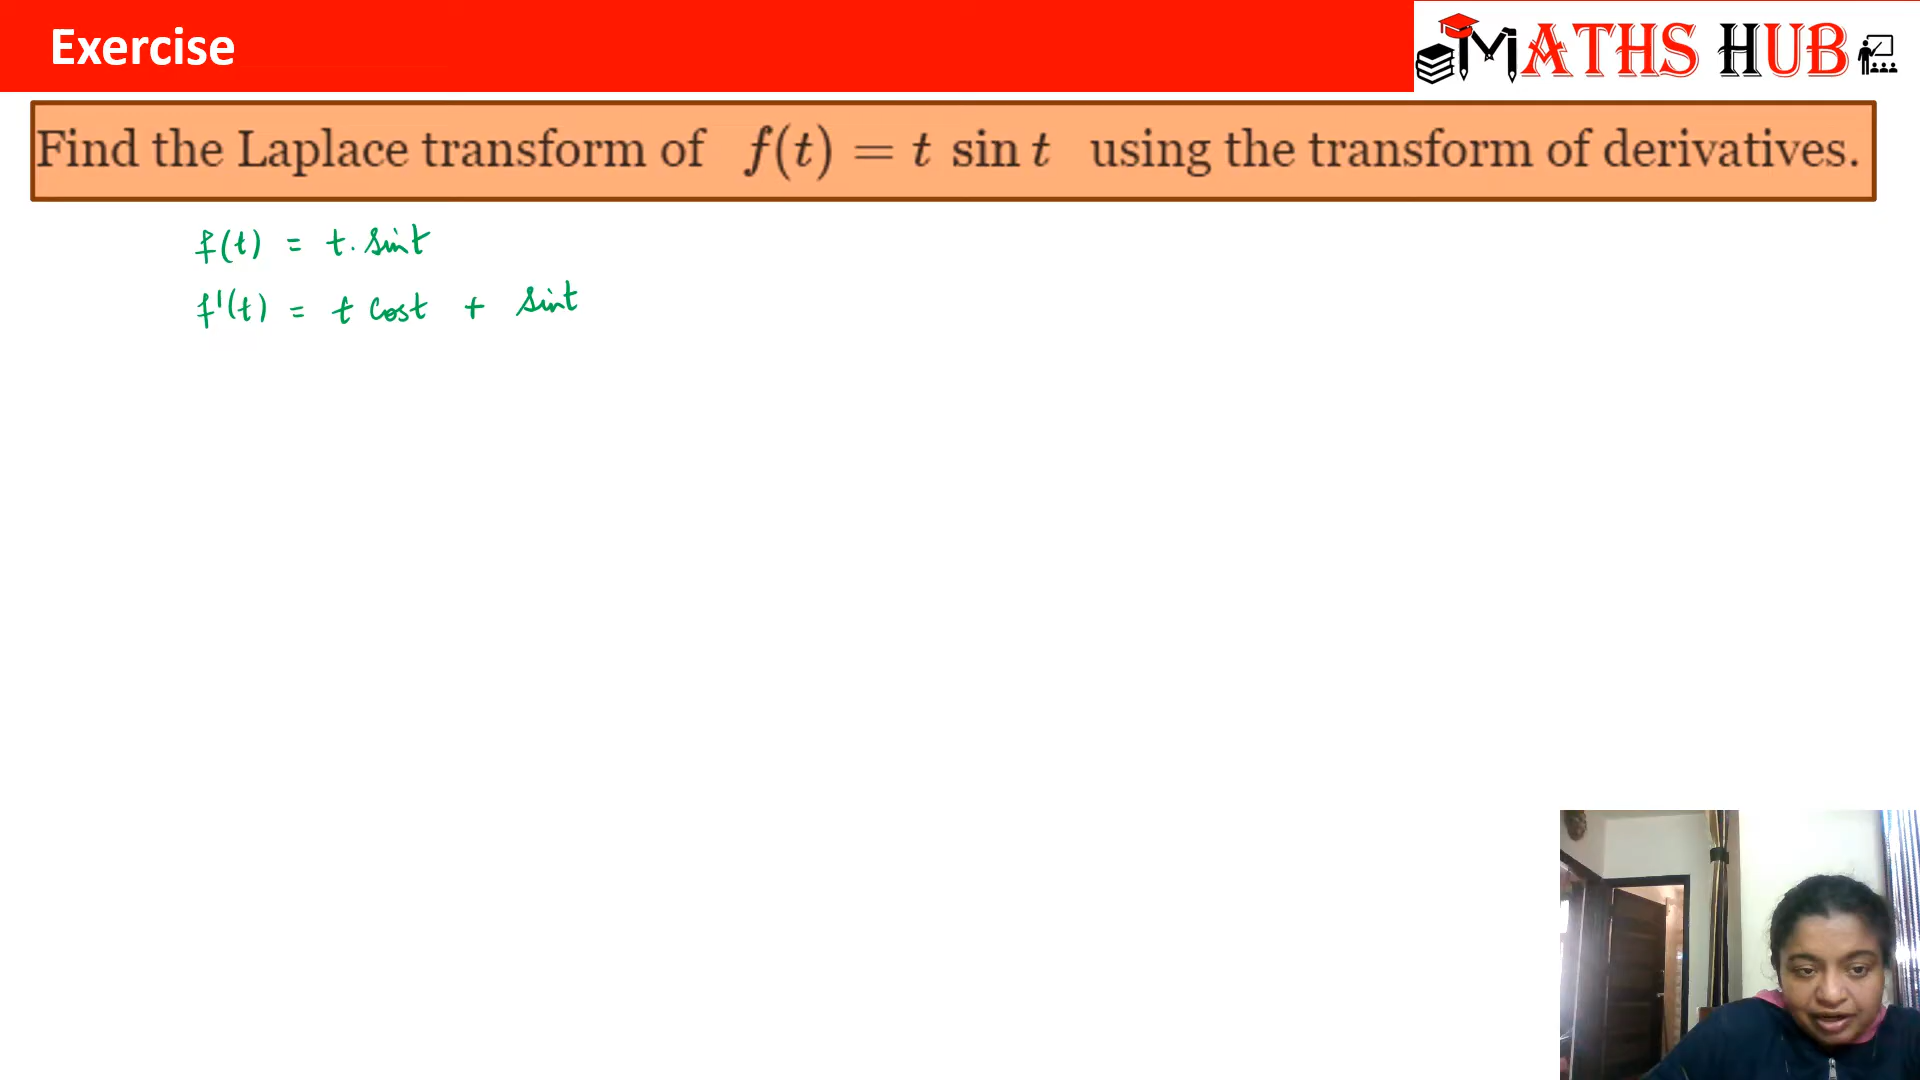 Exercise
MATHS HUB
Find the Laplace transform of f(t) = t sin t using the transform of derivatives.
f(t) = t. sint
f'(t) = t cost + sint